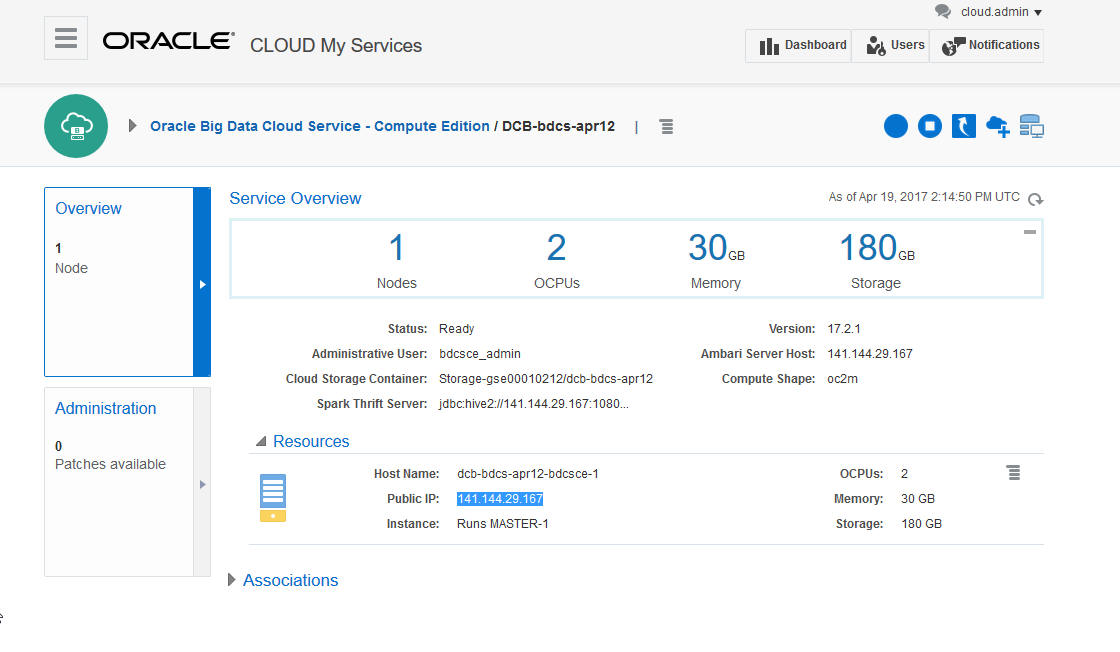 cloud.admin
ORACLE® CLOUD My Services
Dashboard Users Notifications
Oracle Big Data Cloud Service - Compute Edition / DCB-bdcs-apr12 |
Overview
1
Node
Administration
0
Patches available
Service Overview As of Apr 19, 2017 2:14:50 PM UTC
1 2 30GB 180GB
Nodes OCPUs Memory Storage
Status: Ready Version: 17.2.1
Administrative User: bdcsce_admin Ambari Server Host: 141.144.29.167
Cloud Storage Container: Storage-gse00010212/dcb-bdcs-apr12 Compute Shape: oc2m
Spark Thrift Server: jdbc:hive2://141.144.29.167:1080...
Resources
Host Name: dcb-bdcs-apr12-bdcsce-1 OCPUs: 2
Public IP: 141.144.29.167 Memory: 30 GB
Instance: Runs MASTER-1 Storage: 180 GB
Associations